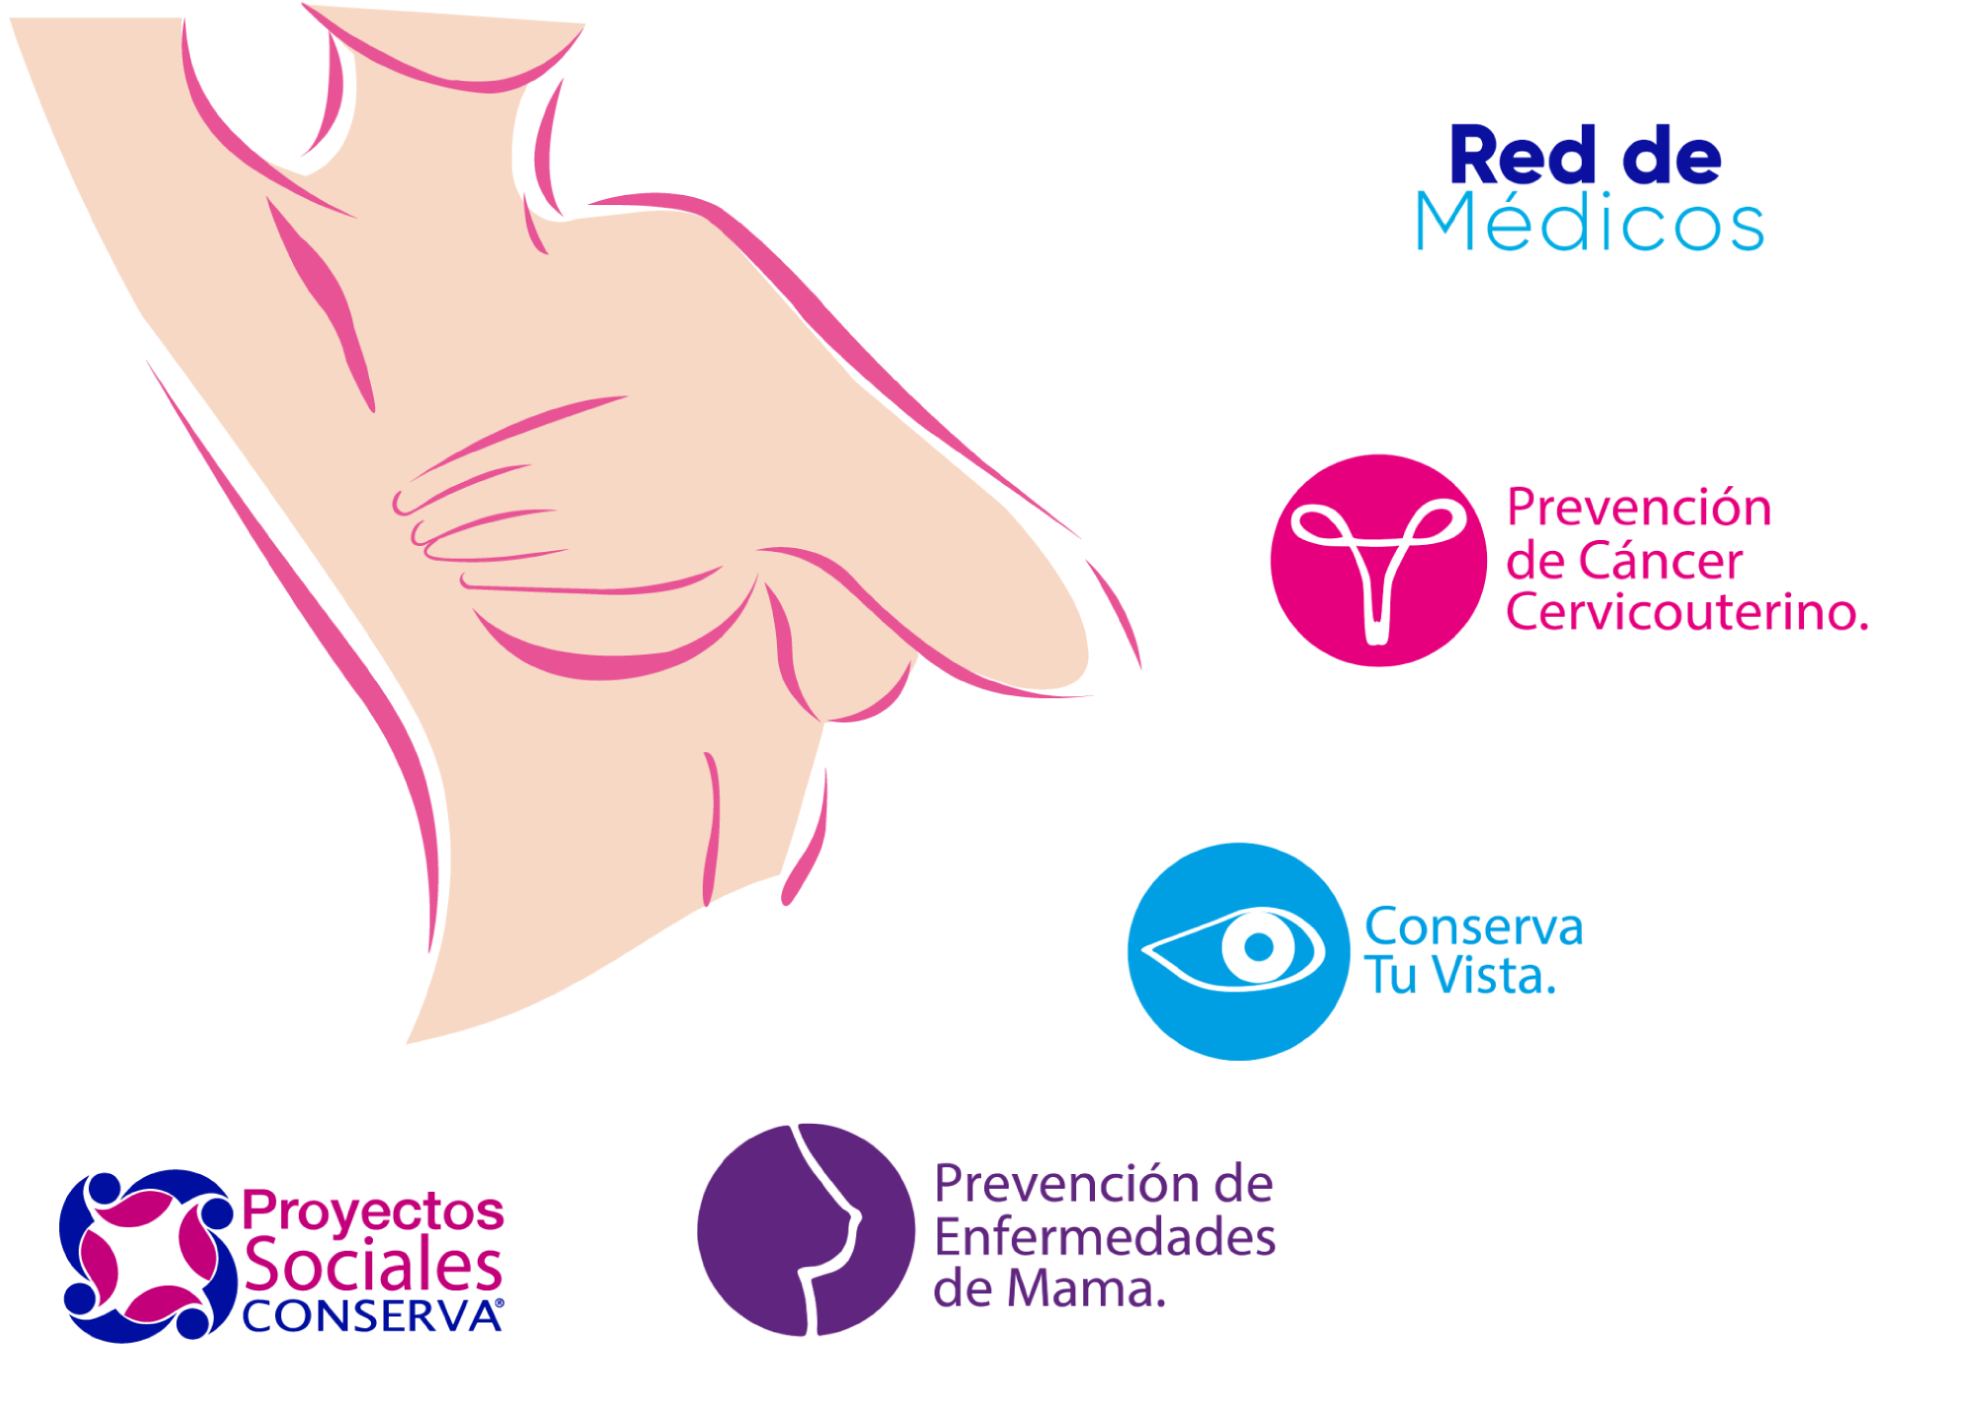 Red de
Médicos
Prevención
de Cáncer
Cervicouterino.
Conserva
Tu Vista.
Prevención de
Enfermedades
de Mama.
Proyectos
Sociales
CONSERVA®